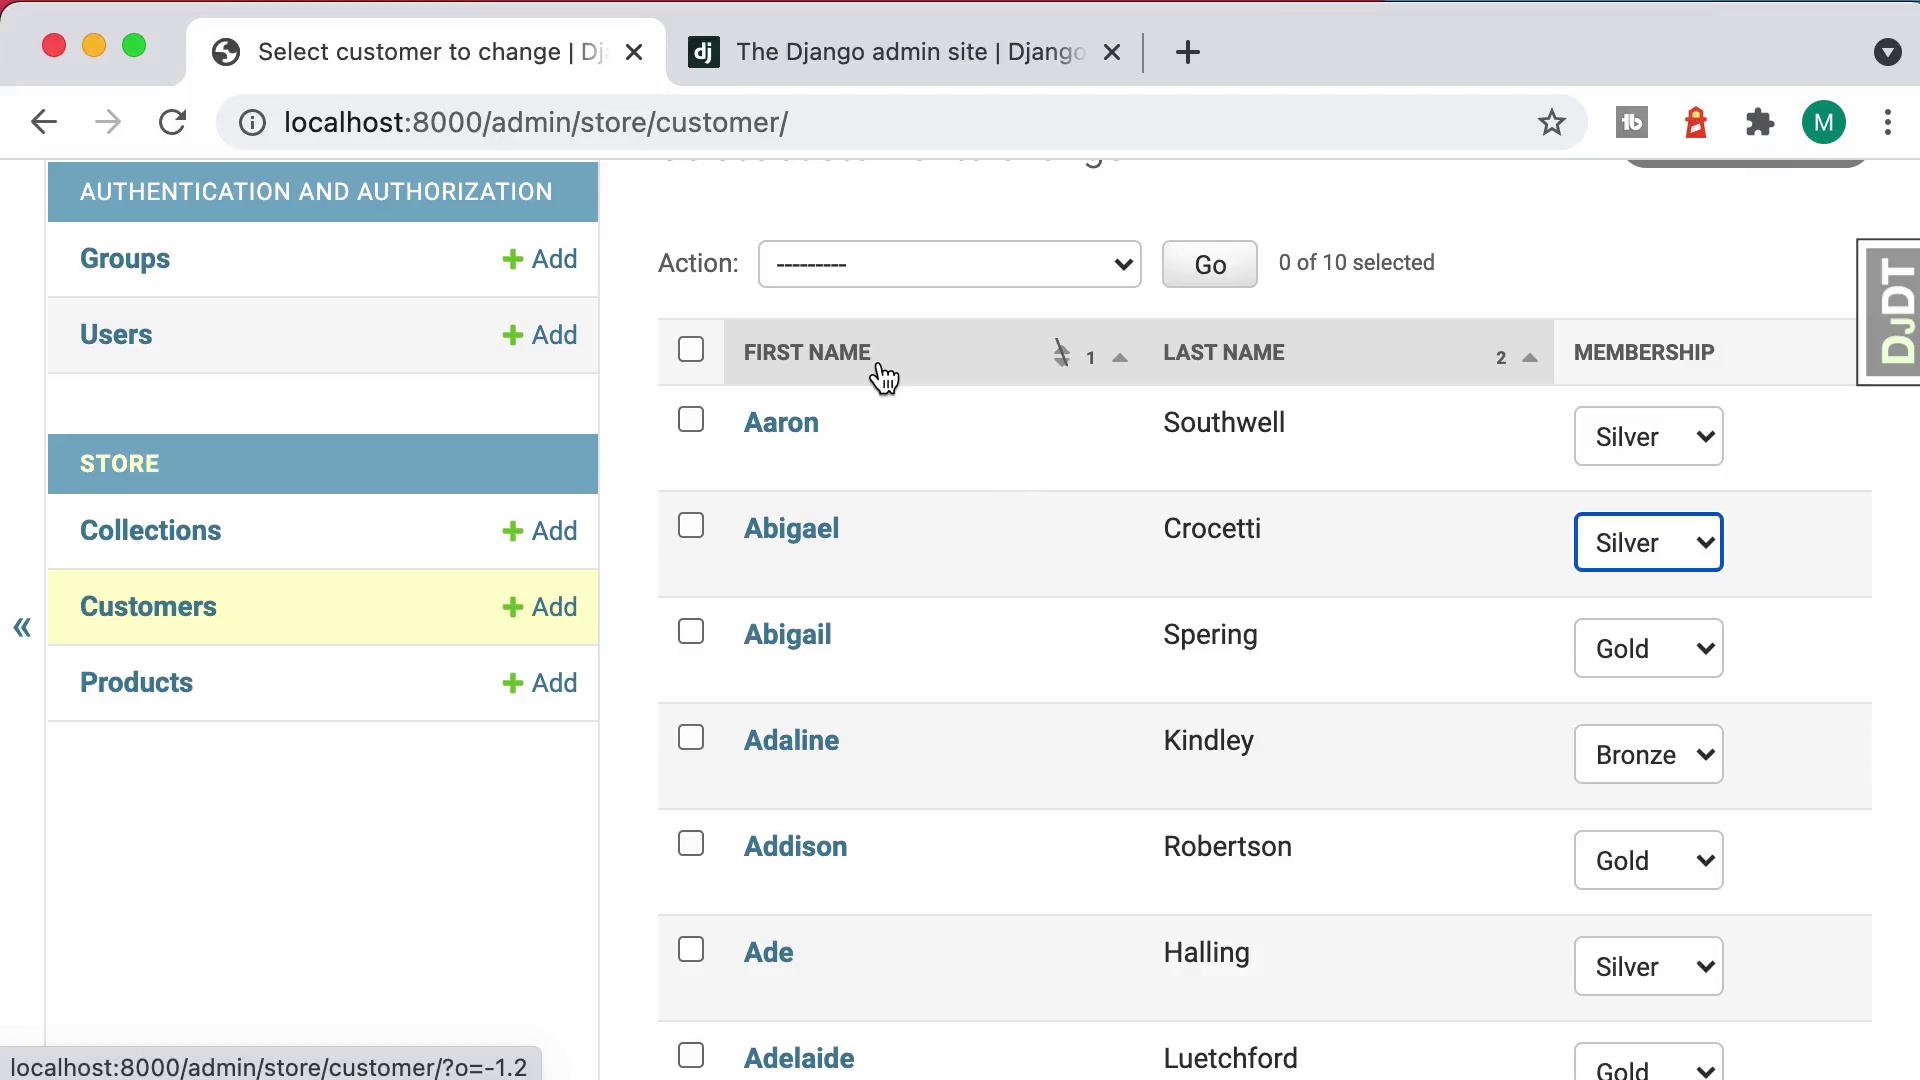 Select customer to change | Dj
The Django admin site | Django
localhost:8000/admin/store/customer/
M
AUTHENTICATION AND AUTHORIZATION
Groups
Add
Users
Add
STORE
Collections
Add
Customers
Add
Products
Add
«
Action:
---------
Go
0 of 10 selected
DJDT
FIRST NAME
1
LAST NAME
2
MEMBERSHIP
Aaron Southwell Silver
Abigael Crocetti Silver
Abigail Spering Gold
Adaline Kindley Bronze
Addison Robertson Gold
Ade Halling Silver
Adelaide Luetchford Gold
localhost:8000/admin/store/customer/?o=-1.2